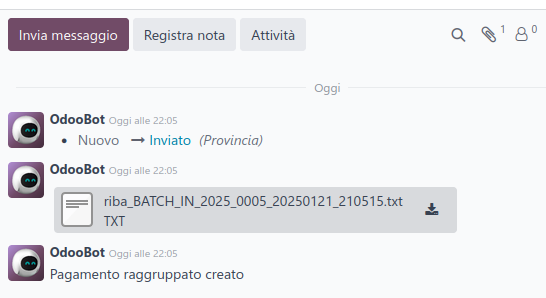 Invia messaggio Registra nota Attività 1 0
Oggi
OdooBot Oggi alle 22:05
• Nuovo → Inviato (Provincia)
OdooBot Oggi alle 22:05
riba_BATCH_IN_2025_0005_20250121_210515.txt
TXT
OdooBot Oggi alle 22:05
Pagamento raggruppato creato